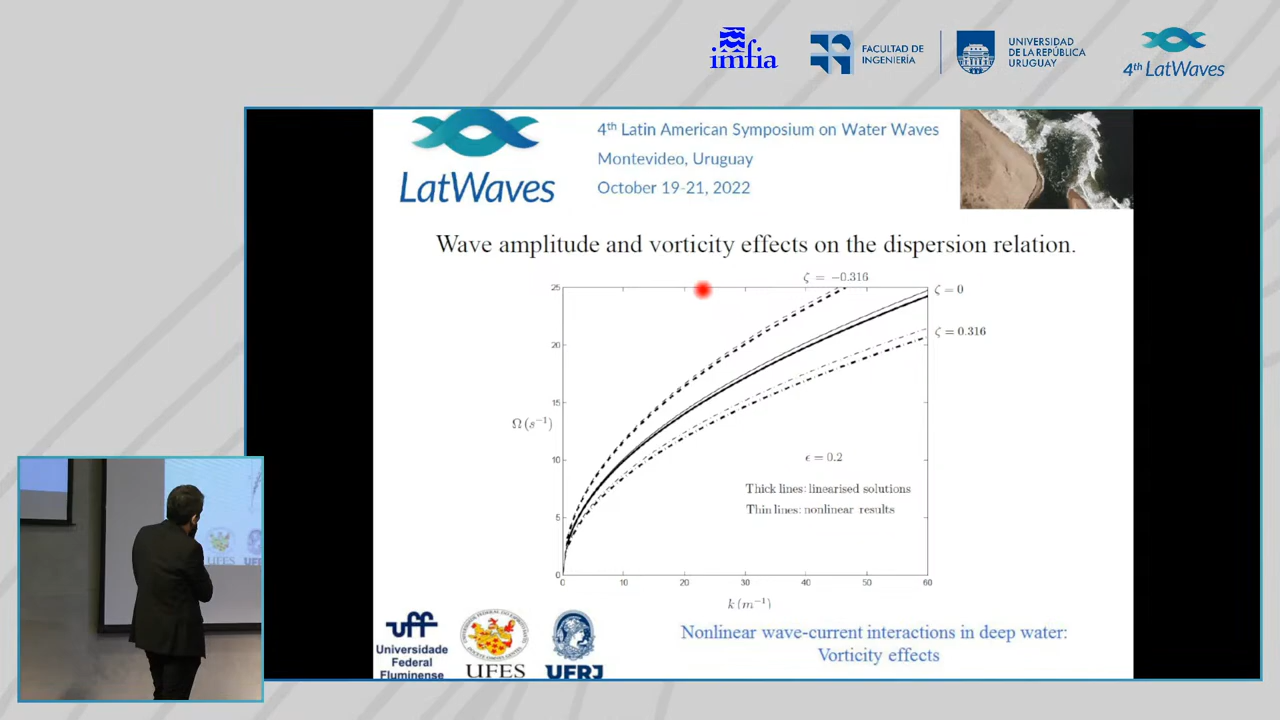 imfia
FACULTAD DE
INGENIERÍA
UNIVERSIDAD
DE LA REPÚBLICA
URUGUAY
4th LatWaves
LatWaves
4th Latin American Symposium on Water Waves
Montevideo, Uruguay
October 19-21, 2022
Wave amplitude and vorticity effects on the dispersion relation.
ζ = −0.316
ζ = 0
ζ = 0.316
25
20
15
10
5
0
Ω (s⁻¹)
ϵ = 0.2
Thick lines: linearised solutions
Thin lines: nonlinear results
0 10 20 30 40 50 60
k (m⁻¹)
uff
Universidade
Federal
Fluminense
UFES
UFRJ
Nonlinear wave-current interactions in deep water:
Vorticity effects
UFES